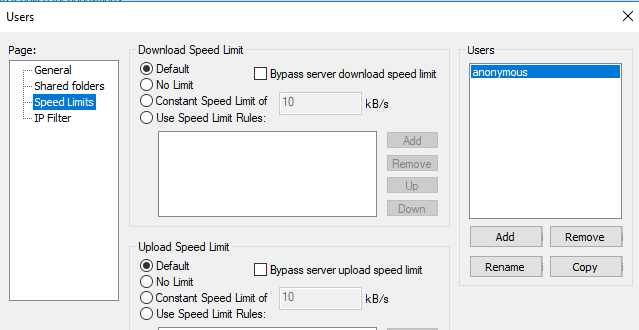 Users
Page:
General
Shared folders
Speed Limits
IP Filter
Download Speed Limit
Default
Bypass server download speed limit
No Limit
Constant Speed Limit of 10 kB/s
Use Speed Limit Rules:
Add
Remove
Up
Down
Upload Speed Limit
Default
Bypass server upload speed limit
No Limit
Constant Speed Limit of 10 kB/s
Use Speed Limit Rules:
Users
anonymous
Add Remove
Rename Copy